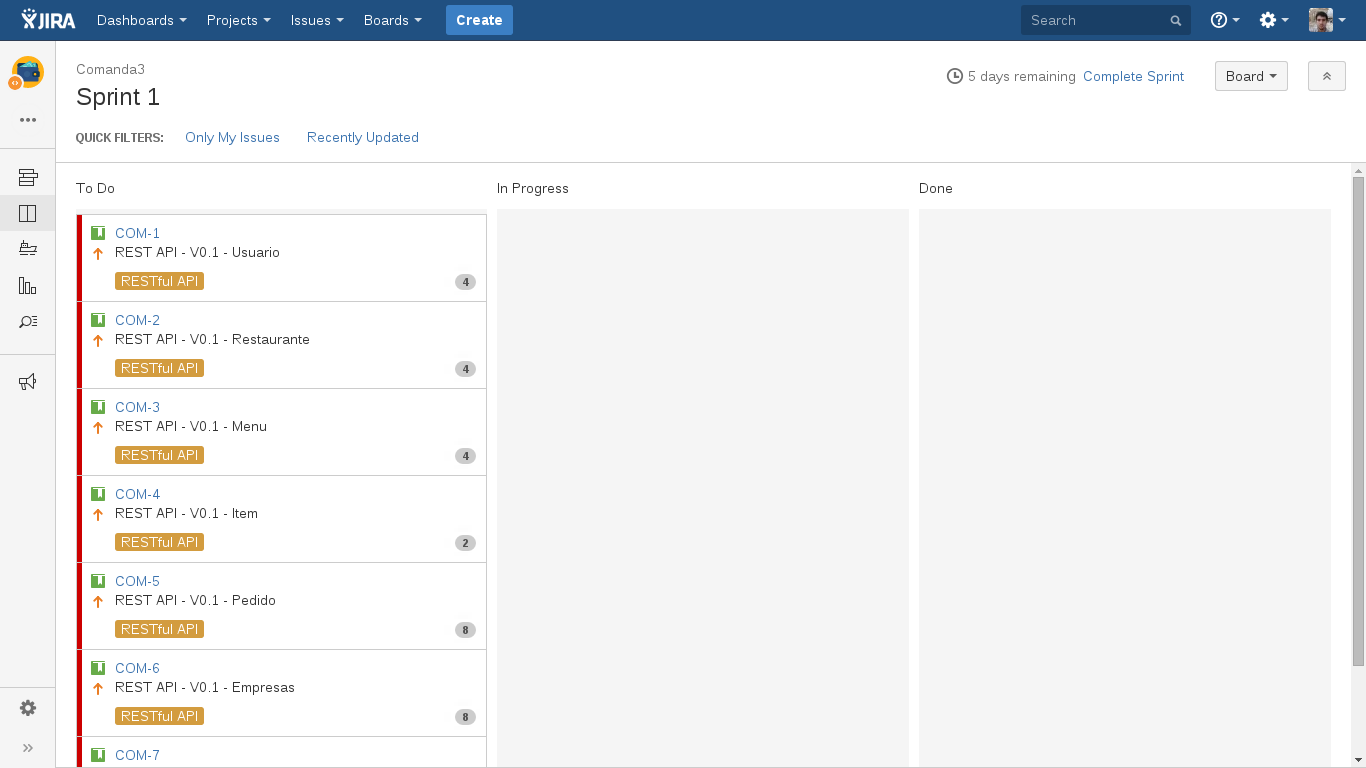 JIRA Dashboards Projects Issues Boards Create Search
Comanda3
Sprint 1
5 days remaining Complete Sprint Board
QUICK FILTERS: Only My Issues Recently Updated
To Do In Progress Done
COM-1
REST API - V0.1 - Usuario
RESTful API 4
COM-2
REST API - V0.1 - Restaurante
RESTful API 4
COM-3
REST API - V0.1 - Menu
RESTful API 4
COM-4
REST API - V0.1 - Item
RESTful API 2
COM-5
REST API - V0.1 - Pedido
RESTful API 8
COM-6
REST API - V0.1 - Empresas
RESTful API 8
COM-7